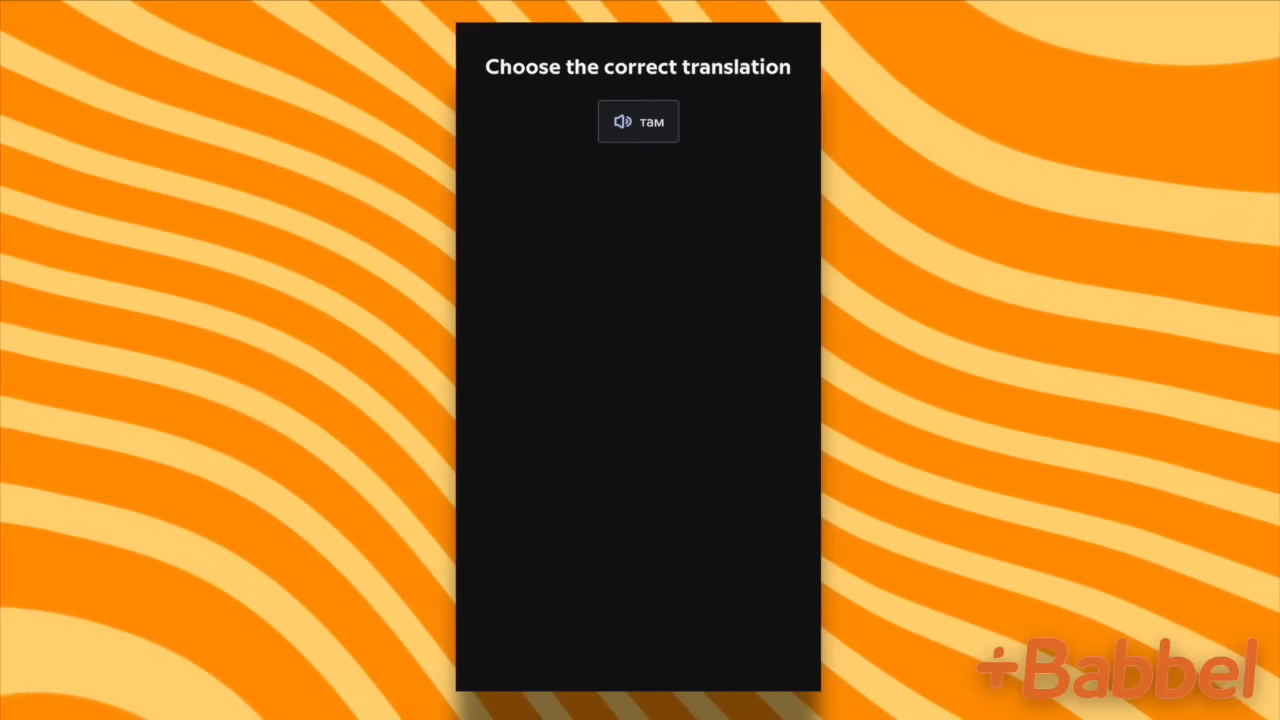 Choose the correct translation
там
+Babbel